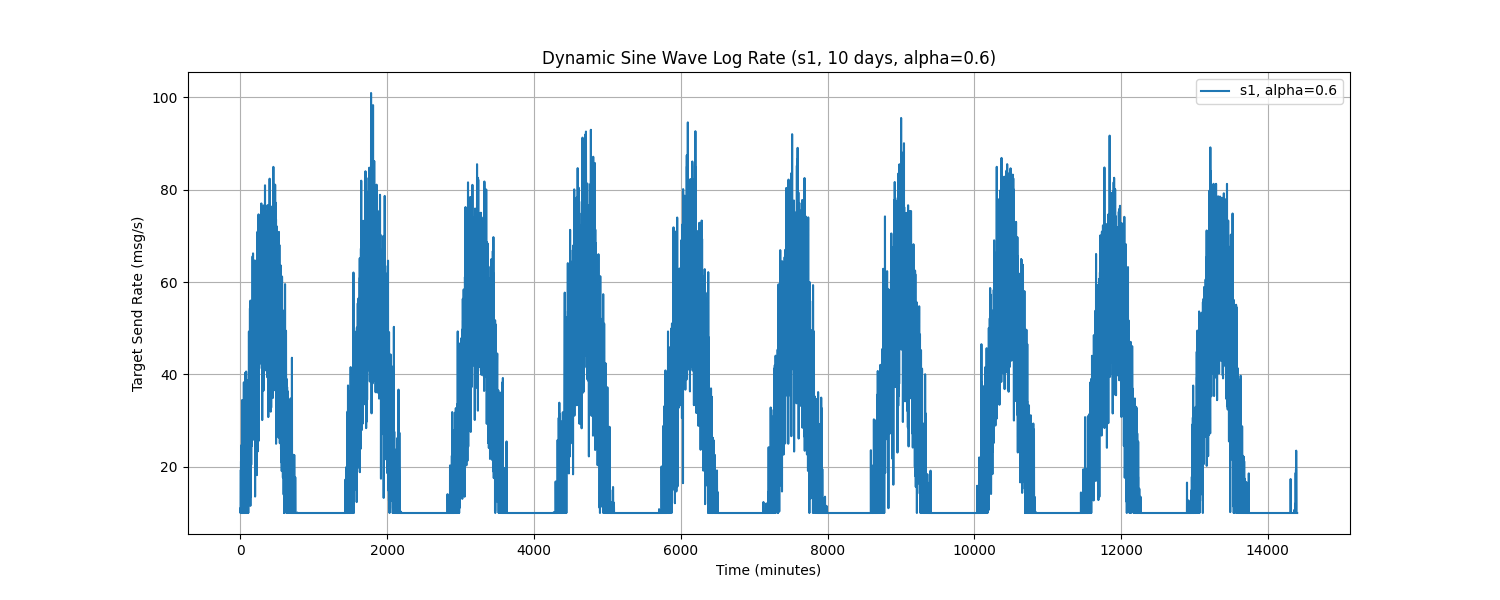 Dynamic Sine Wave Log Rate (s1, 10 days, alpha=0.6)
s1, alpha=0.6
Target Send Rate (msg/s)
100
80
60
40
20
0 2000 4000 6000 8000 10000 12000 14000
Time (minutes)